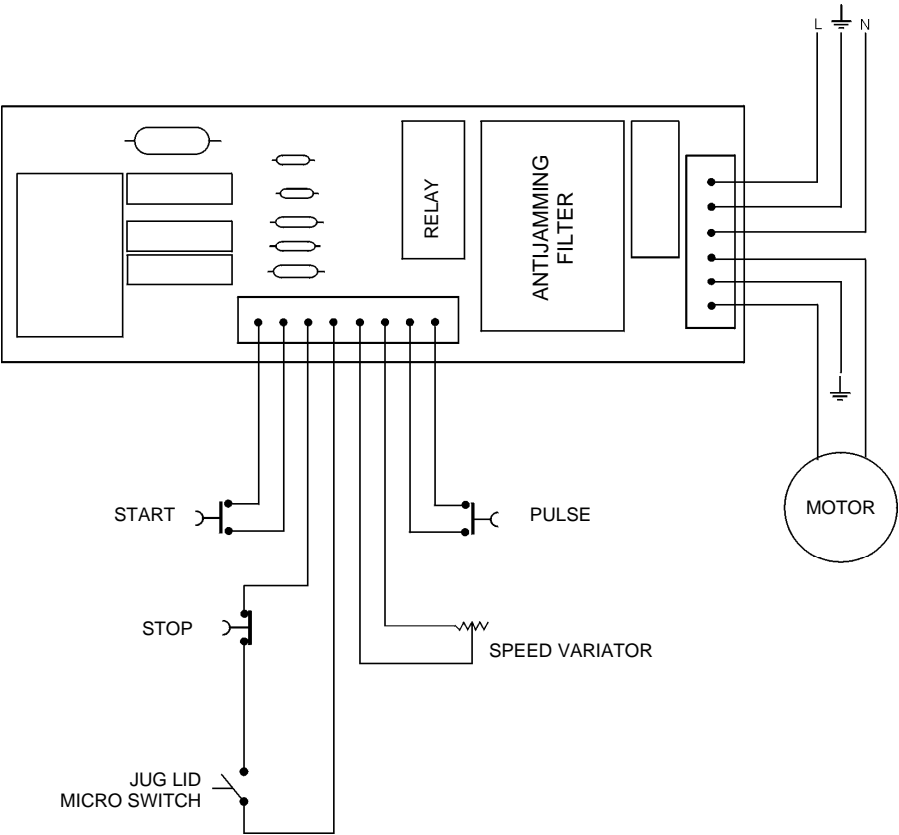 L N
RELAY
ANTIJAMMING
FILTER
START
PULSE
MOTOR
STOP
SPEED VARIATOR
JUG LID
MICRO SWITCH